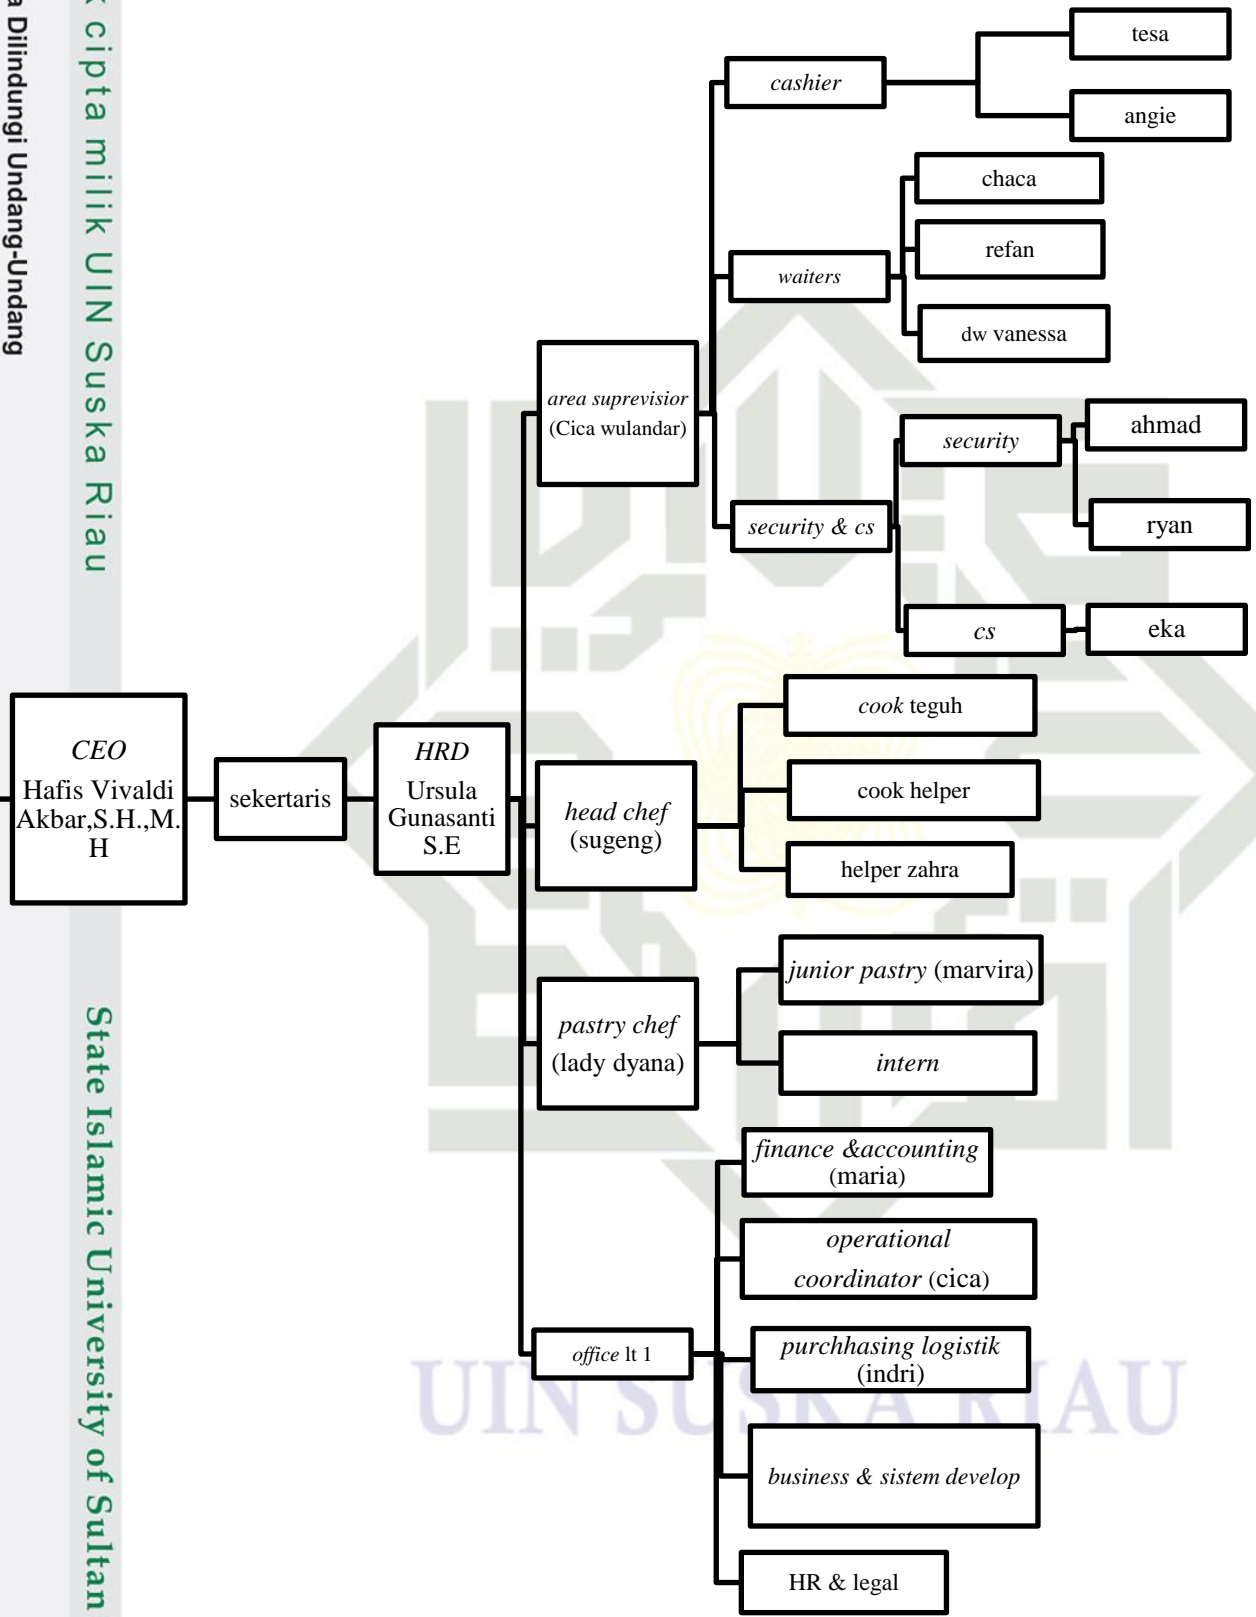 k cipta milik UIN Suska Riau
a Dilindungi Undang-Undang
State Islamic University of Sultan
CEO
Hafis Vivaldi
Akbar,S.H.,M.
H
sekertaris
HRD
Ursula
Gunasanti
S.E
area suprevisior
(Cica wulandar)
cashier
tesa
angie
waiters
chaca
refan
dw vanessa
security & cs
security
ahmad
ryan
cs
eka
head chef
(sugeng)
cook teguh
cook helper
helper zahra
pastry chef
(lady dyana)
junior pastry (marvira)
intern
office lt 1
finance &accounting
(maria)
operational
coordinator (cica)
purchhasing logistik
(indri)
business & sistem develop
HR & legal
UIN SUSKA RIAU